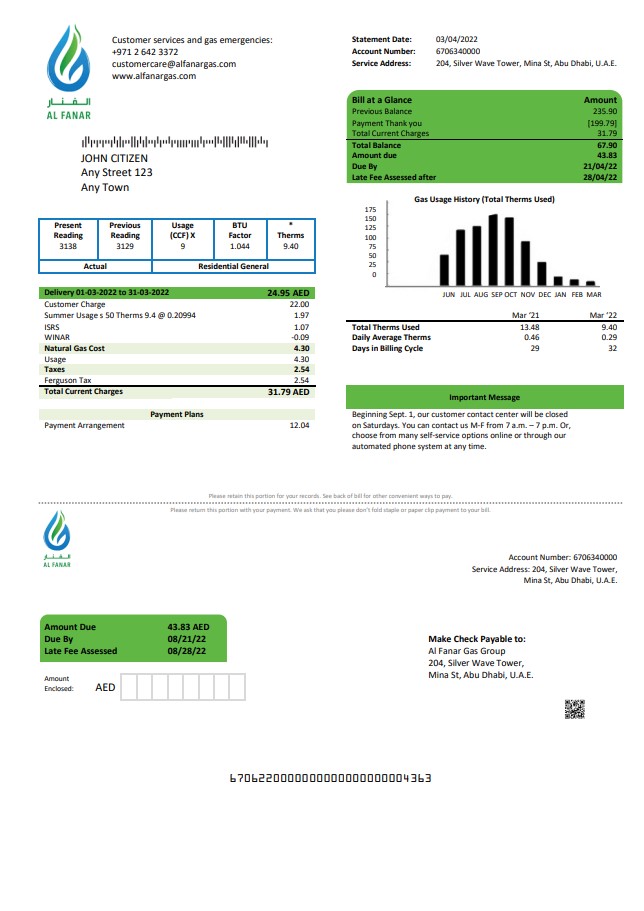 الفنار
AL FANAR
Customer services and gas emergencies:
+971 2 642 3372
customercare@alfanargas.com
www.alfanargas.com
Statement Date: 03/04/2022
Account Number: 6706340000
Service Address: 204, Silver Wave Tower, Mina St, Abu Dhabi, U.A.E.
JOHN CITIZEN
Any Street 123
Any Town
Bill at a Glance Amount
Previous Balance 235.90
Payment Thank you [199.79]
Total Current Charges 31.79
Total Balance 67.90
Amount due 43.83
Due By 21/04/22
Late Fee Assessed after 28/04/22
Present Reading Previous Reading Usage (CCF) X BTU Factor * Therms
3138 3129 9 1.044 9.40
Actual Residential General
Gas Usage History (Total Therms Used)
175
150
125
100
75
50
25
0
JUN JUL AUG SEP OCT NOV DEC JAN FEB MAR
Delivery 01-03-2022 to 31-03-2022 24.95 AED
Customer Charge 22.00
Summer Usage s 50 Therms 9.4 @ 0.20994 1.97
ISRS 1.07
WINAR -0.09
Natural Gas Cost 4.30
Usage 4.30
Taxes 2.54
Ferguson Tax 2.54
Total Current Charges 31.79 AED
Payment Plans
Payment Arrangement 12.04
Mar '21 Mar '22
Total Therms Used 13.48 9.40
Daily Average Therms 0.46 0.29
Days in Billing Cycle 29 32
Important Message
Beginning Sept. 1, our customer contact center will be closed
on Saturdays. You can contact us M-F from 7 a.m. – 7 p.m. Or,
choose from many self-service options online or through our
automated phone system at any time.
Please retain this portion for your records. See back of bill for other convenient ways to pay.
Please return this portion with your payment. We ask that you please don't fold staple or paper clip payment to your bill.
الفنار
AL FANAR
Account Number: 6706340000
Service Address: 204, Silver Wave Tower,
Mina St, Abu Dhabi, U.A.E.
Amount Due 43.83 AED
Due By 08/21/22
Late Fee Assessed 08/28/22
Amount Enclosed: AED
Make Check Payable to:
Al Fanar Gas Group
204, Silver Wave Tower,
Mina St, Abu Dhabi, U.A.E.